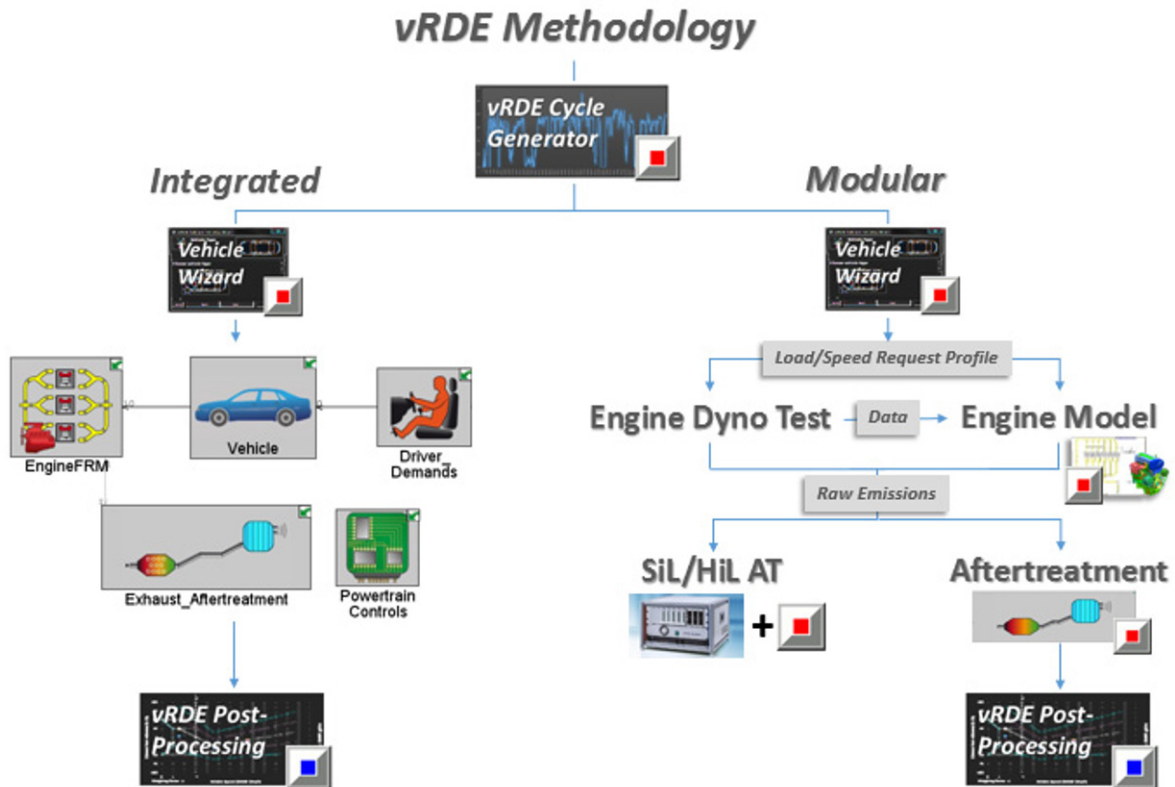 vRDE Methodology
vRDE Cycle
Generator
Integrated
Modular
Vehicle
Wizard
Vehicle
Wizard
Load/Speed Request Profile
Engine Dyno Test
Data
Engine Model
EngineFRM
Vehicle
Driver_
Demands
Raw Emissions
Exhaust_Aftertreatment
Powertrain
Controls
SiL/HiL AT
+
Aftertreatment
vRDE Post-
Processing
vRDE Post-
Processing